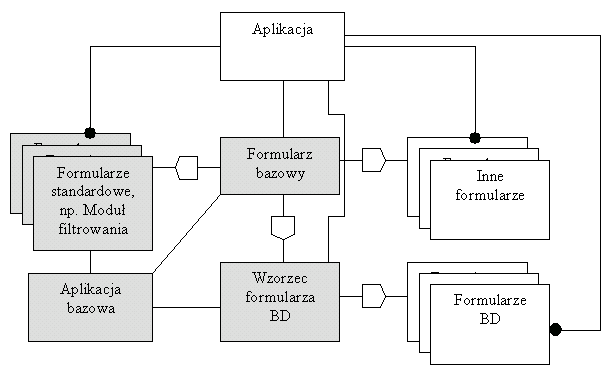 Aplikacja
Formularze
standardowe,
np. Moduł
filtrowania
Formularz
bazowy
Inne
formularze
Aplikacja
bazowa
Wzorzec
formularza
BD
Formularze
BD